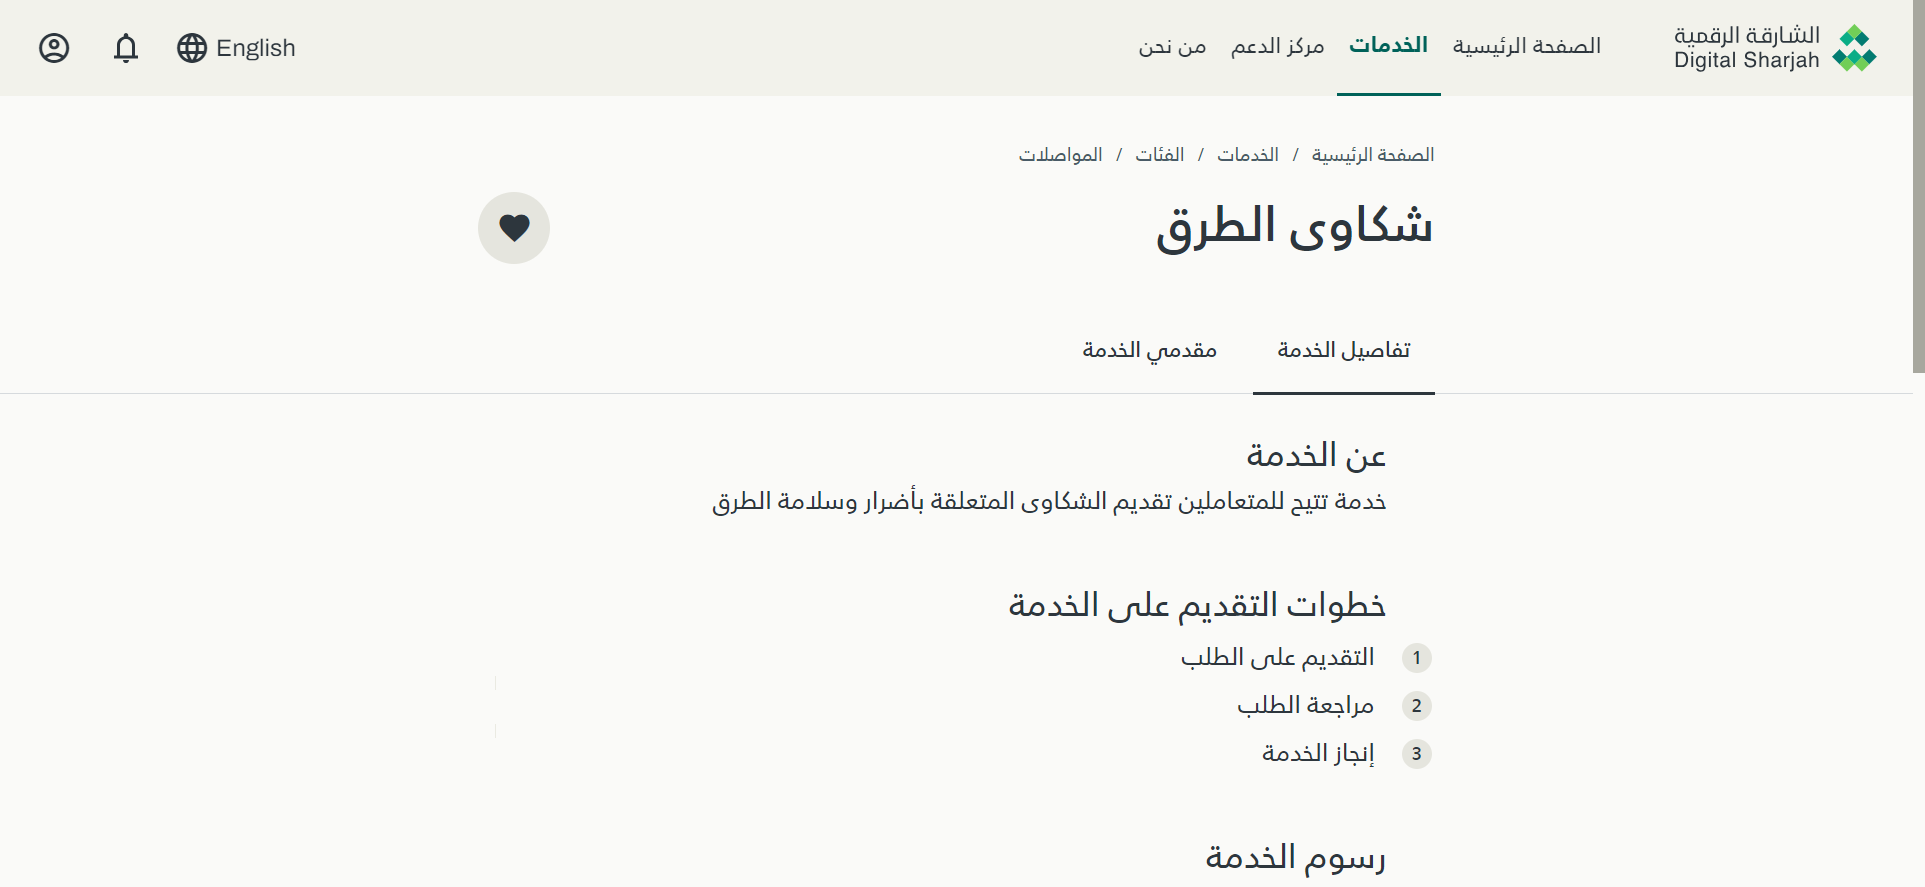 الشارقة الرقمية
Digital Sharjah
الصفحة الرئيسية
الخدمات
مركز الدعم
من نحن
English
الصفحة الرئيسية / الخدمات / الفئات / المواصلات
شكاوى الطرق
تفاصيل الخدمة
مقدمي الخدمة
عن الخدمة
خدمة تتيح للمتعاملين تقديم الشكاوى المتعلقة بأضرار وسلامة الطرق
خطوات التقديم على الخدمة
1 التقديم على الطلب
2 مراجعة الطلب
3 إنجاز الخدمة
رسوم الخدمة